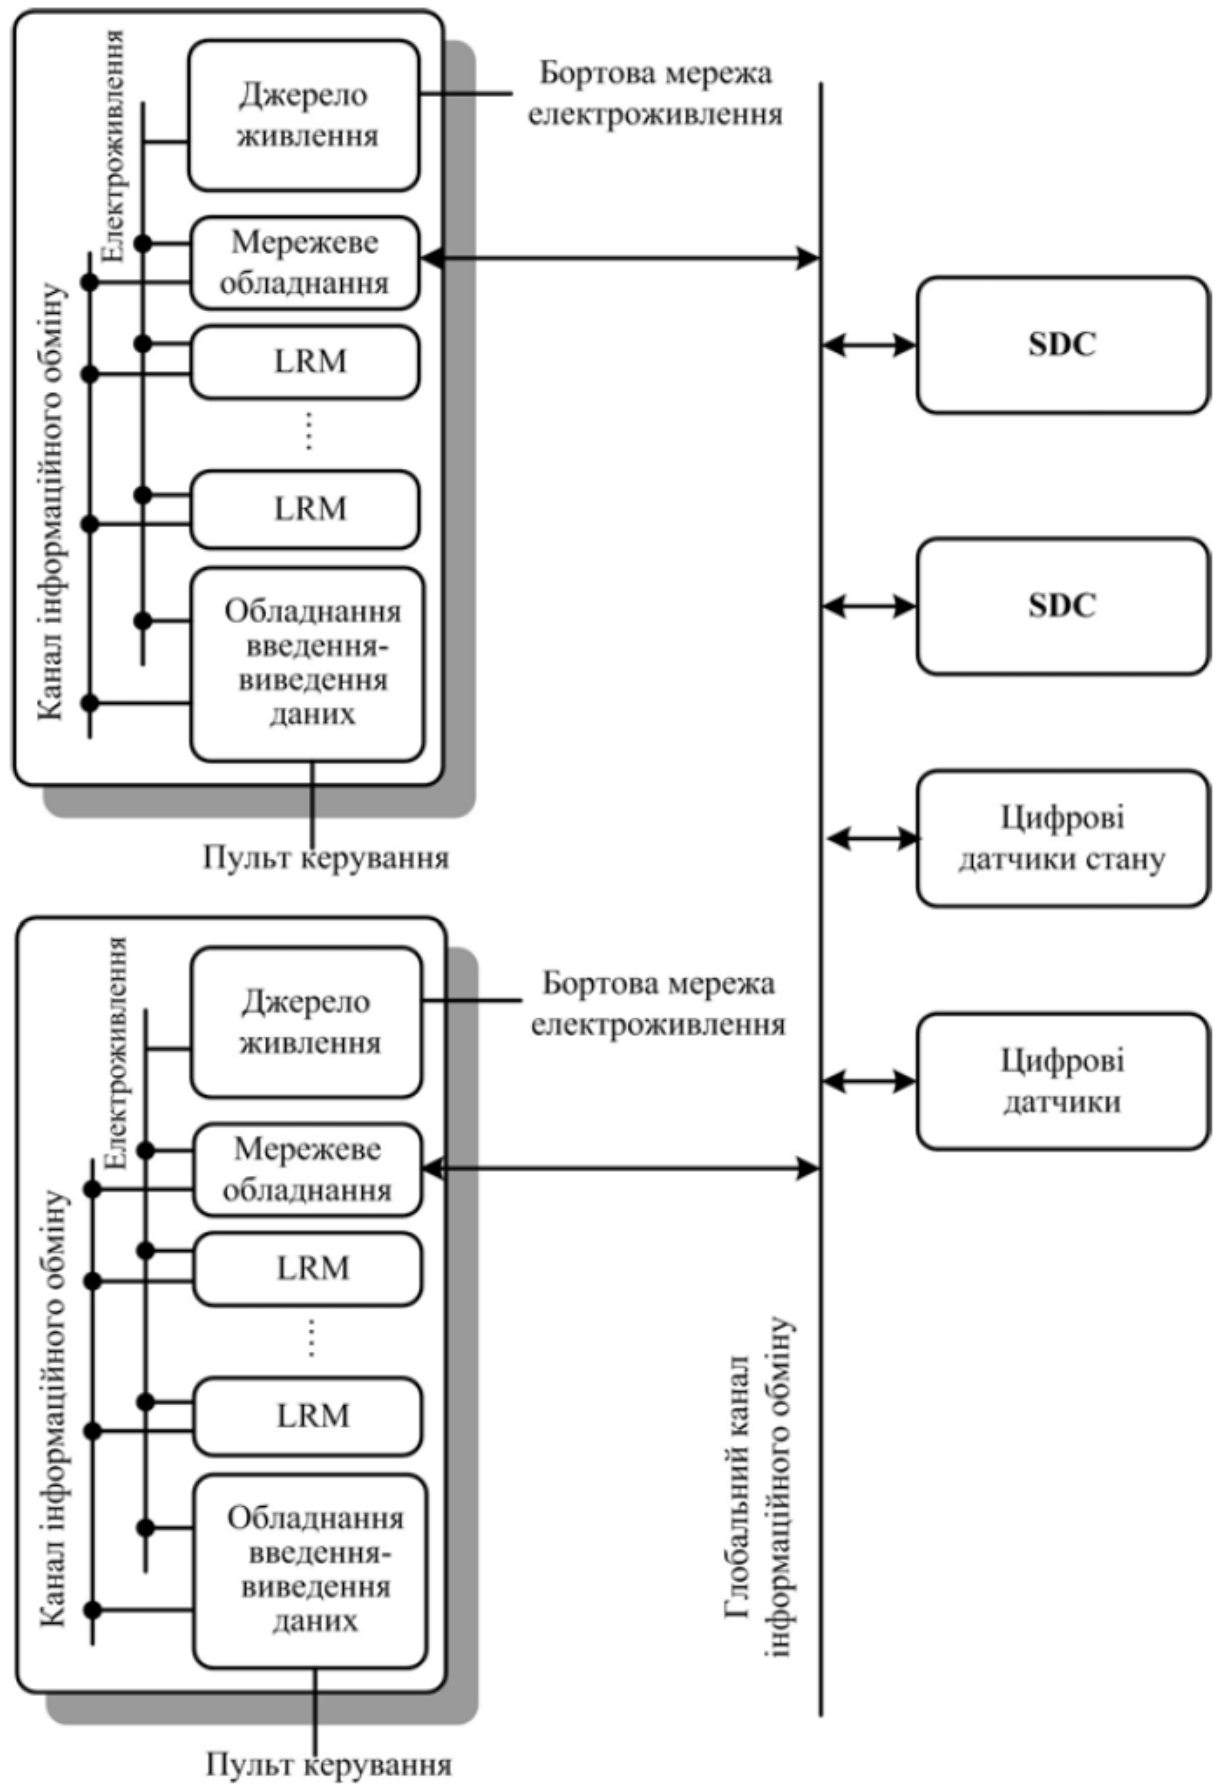 Електроживлення
Канал інформаційного обміну
Джерело
живлення
Бортова мережа
електроживлення
Мережеве
обладнання
LRM
....
LRM
Обладнання
введення-
виведення
даних
Пульт керування
SDC
SDC
Цифрові
датчики стану
Цифрові
датчики
Електроживлення
Канал інформаційного обміну
Джерело
живлення
Бортова мережа
електроживлення
Мережеве
обладнання
LRM
....
LRM
Обладнання
введення-
виведення
даних
Пульт керування
Глобальний канал
інформаційного обміну